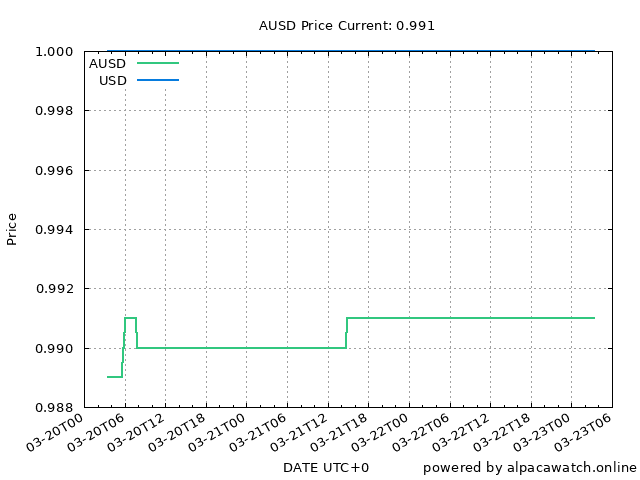 AUSD Price Current: 0.991
1.000
0.998
0.996
0.994
0.992
0.990
0.988
Price
AUSD
USD
03-20T00
03-20T06
03-20T12
03-20T18
03-21T00
03-21T06
03-21T12
03-21T18
03-22T00
03-22T06
03-22T12
03-22T18
03-23T00
03-23T06
DATE UTC+0
powered by alpacawatch.online